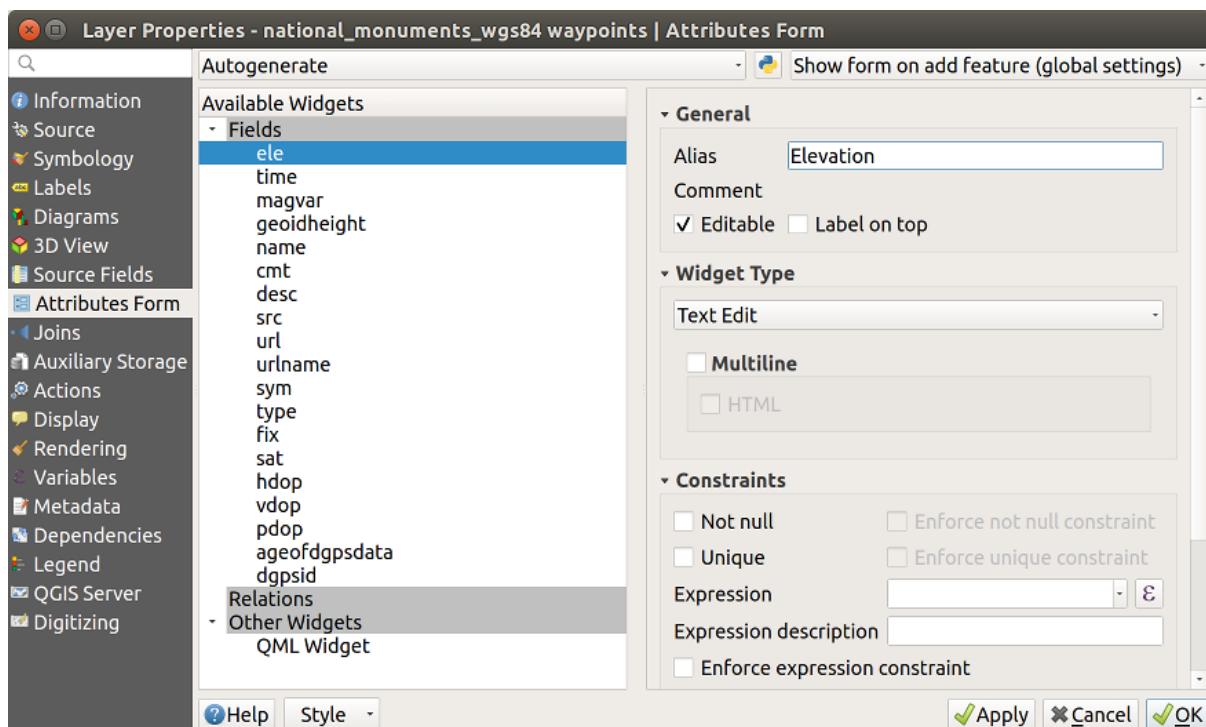 Layer Properties - national_monuments_wgs84 waypoints | Attributes Form
Autogenerate
Show form on add feature (global settings)
Information
Source
Symbology
Labels
Diagrams
3D View
Source Fields
Attributes Form
Joins
Auxiliary Storage
Actions
Display
Rendering
Variables
Metadata
Dependencies
Legend
QGIS Server
Digitizing
Available Widgets
Fields
ele
time
magvar
geoidheight
name
cmt
desc
src
url
urlname
sym
type
fix
sat
hdop
vdop
pdop
ageofdgpsdata
dgpsid
Relations
Other Widgets
QML Widget
General
Alias Elevation
Comment
Editable Label on top
Widget Type
Text Edit
Multiline
HTML
Constraints
Not null Enforce not null constraint
Unique Enforce unique constraint
Expression ε
Expression description
Enforce expression constraint
Help Style Apply Cancel OK